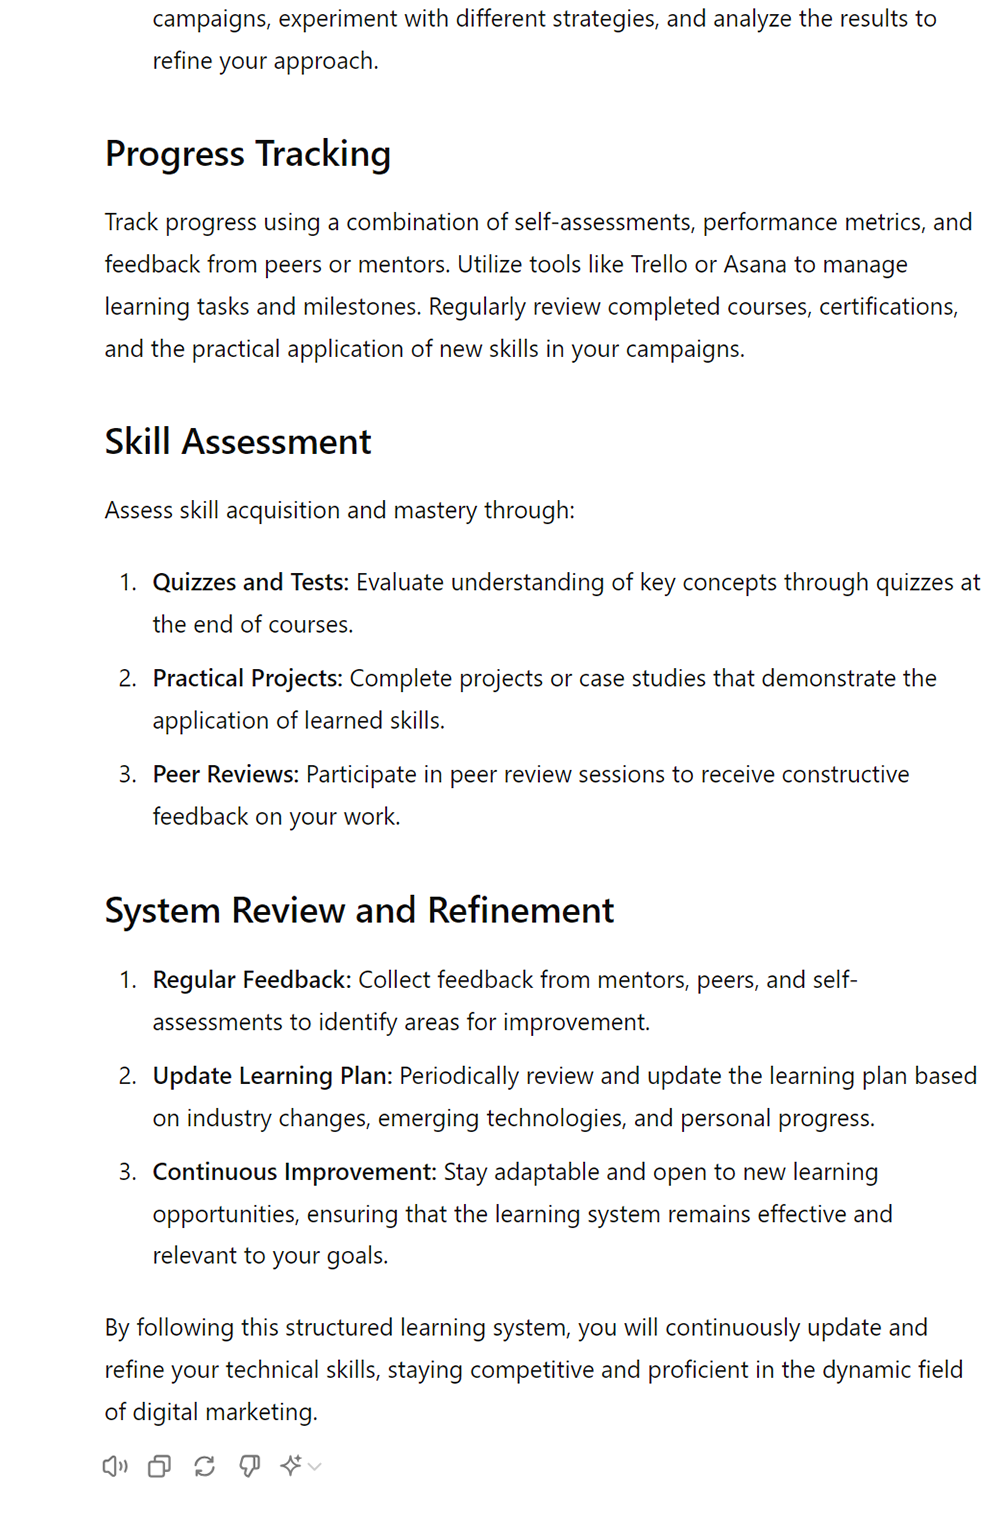 campaigns, experiment with different strategies, and analyze the results to
refine your approach.
Progress Tracking
Track progress using a combination of self-assessments, performance metrics, and
feedback from peers or mentors. Utilize tools like Trello or Asana to manage
learning tasks and milestones. Regularly review completed courses, certifications,
and the practical application of new skills in your campaigns.
Skill Assessment
Assess skill acquisition and mastery through:
1. Quizzes and Tests: Evaluate understanding of key concepts through quizzes at
the end of courses.
2. Practical Projects: Complete projects or case studies that demonstrate the
application of learned skills.
3. Peer Reviews: Participate in peer review sessions to receive constructive
feedback on your work.
System Review and Refinement
1. Regular Feedback: Collect feedback from mentors, peers, and self-
assessments to identify areas for improvement.
2. Update Learning Plan: Periodically review and update the learning plan based
on industry changes, emerging technologies, and personal progress.
3. Continuous Improvement: Stay adaptable and open to new learning
opportunities, ensuring that the learning system remains effective and
relevant to your goals.
By following this structured learning system, you will continuously update and
refine your technical skills, staying competitive and proficient in the dynamic field
of digital marketing.